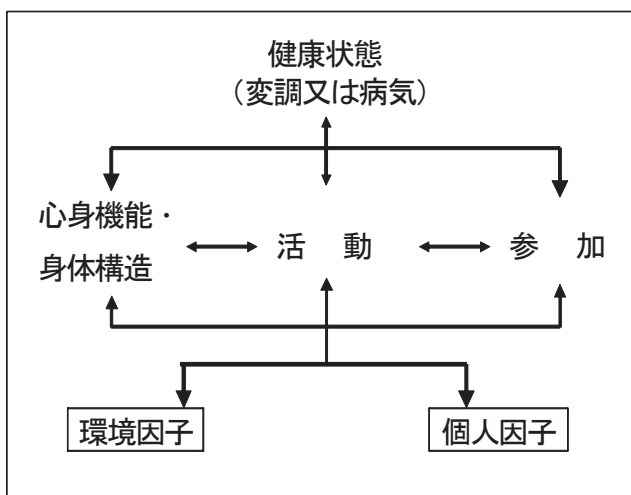 健康状態
（変調又は病気）
心身機能・
身体構造
活　動
参　加
環境因子
個人因子